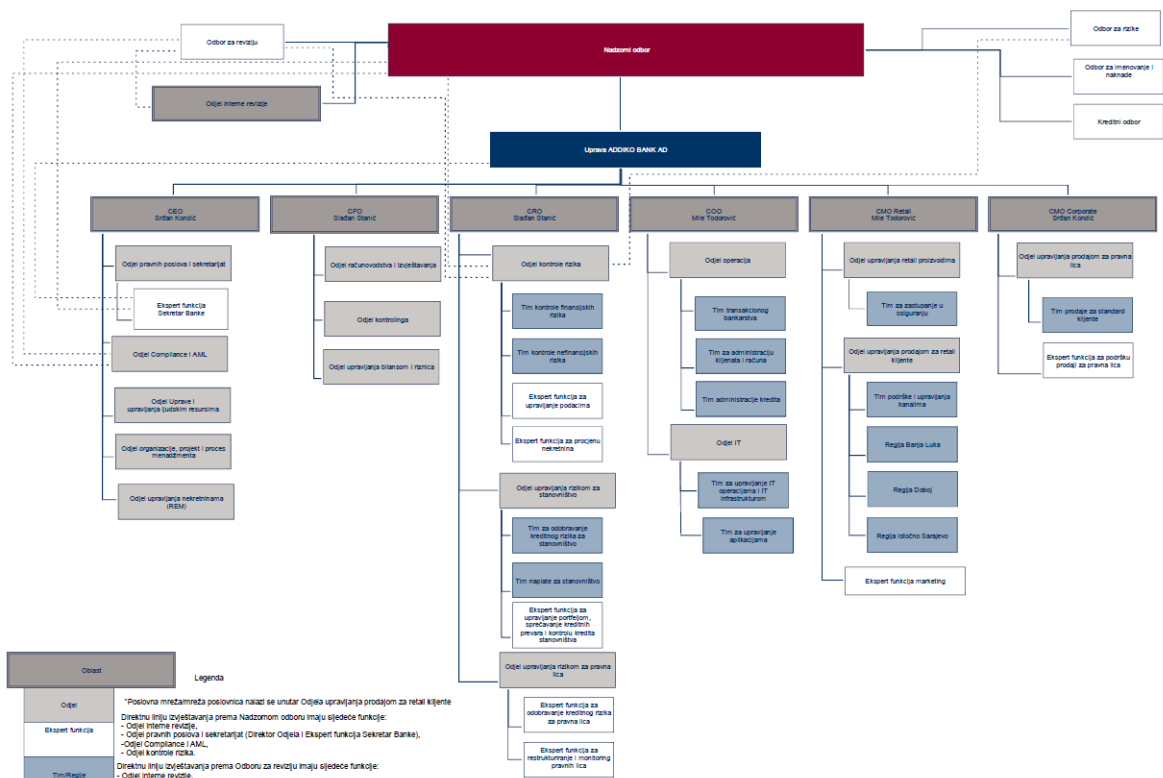 Odbor za reviziju
Nadzorni odbor
Odbor za rizike
Odbor za imenovanje i
naknade
Kreditni odbor
Odjel interne revizije
Uprava ADDIKO BANK AD
CEO
Srđan Kondić
CFO
Slađan Stanić
CRO
Slađan Stanić
COO
Mile Todorović
CMO Retail
Mile Todorović
CMO Corporate
Srđan Kondić
Odjel pravnih poslova i sekretarijat
Ekspert funkcija
Sekretar Banke
Odjel Compliance i AML
Odjel Uprave i
upravljanja ljudskim resursima
Odjel organizacije, projekt i proces
menadžmenta
Odjel upravljanja nekretninama
(REM)
Odjel računovodstva i izvještavanja
Odjel kontrolinga
Odjel upravljanja bilansom i riznica
Odjel kontrole rizika
Tim kontrole finansijskih
rizika
Tim kontrole nefinansijskih
rizika
Ekspert funkcija za
upravljanje podacima
Ekspert funkcija za procjenu
nekretnina
Odjel upravljanja rizikom za
stanovništvo
Tim za odobravanje
kreditnog rizika za
stanovništvo
Tim naplate za stanovništvo
Ekspert funkcija za
upravljanje portfeljom,
sprečavanje kreditnih
prevara i kontrolu kredita
stanovništva
Odjel upravljanja rizikom za pravna
lica
Ekspert funkcija za
odobravanje kreditnog rizika
za pravna lica
Ekspert funkcija za
restrukturiranje i monitoring
pravnih lica
Odjel operacija
Tim transakcionog
bankarstva
Tim za administraciju
klijenata i računa
Tim administracije kredita
Odjel IT
Tim za upravljanje IT
operacijama i IT
infrastrukturom
Tim za upravljanje
aplikacijama
Odjel upravljanja retail proizvodima
Tim za zastupanje u
osiguranju
Odjel upravljanja prodajom za retail
klijente
Tim podrške i upravljanja
kanalima
Regija Banja Luka
Regija Doboj
Regija Istočno Sarajevo
Ekspert funkcija marketing
Odjel upravljanja prodajom za pravna
lica
Tim prodaje za standard
klijente
Ekspert funkcija za podršku
prodaji za pravna lica
Oblast
Legenda
Odjel
Ekspert funkcija
Tim/Regije
*Poslovna mreža/mreža poslovnica nalazi se unutar Odjela upravljanja prodajom za retail klijente
Direktnu liniju izvještavanja prema Nadzornom odboru imaju sljedeće funkcije:
- Odjel interne revizije,
- Odjel pravnih poslova i sekretarijat (Direktor Odjela i Ekspert funkcija Sekretar Banke),
-Odjel Compliance i AML,
- Odjel kontrole rizika.
Direktnu liniju izvještavanja prema Odboru za reviziju imaju sljedeće funkcije:
- Odjel interne revizije,